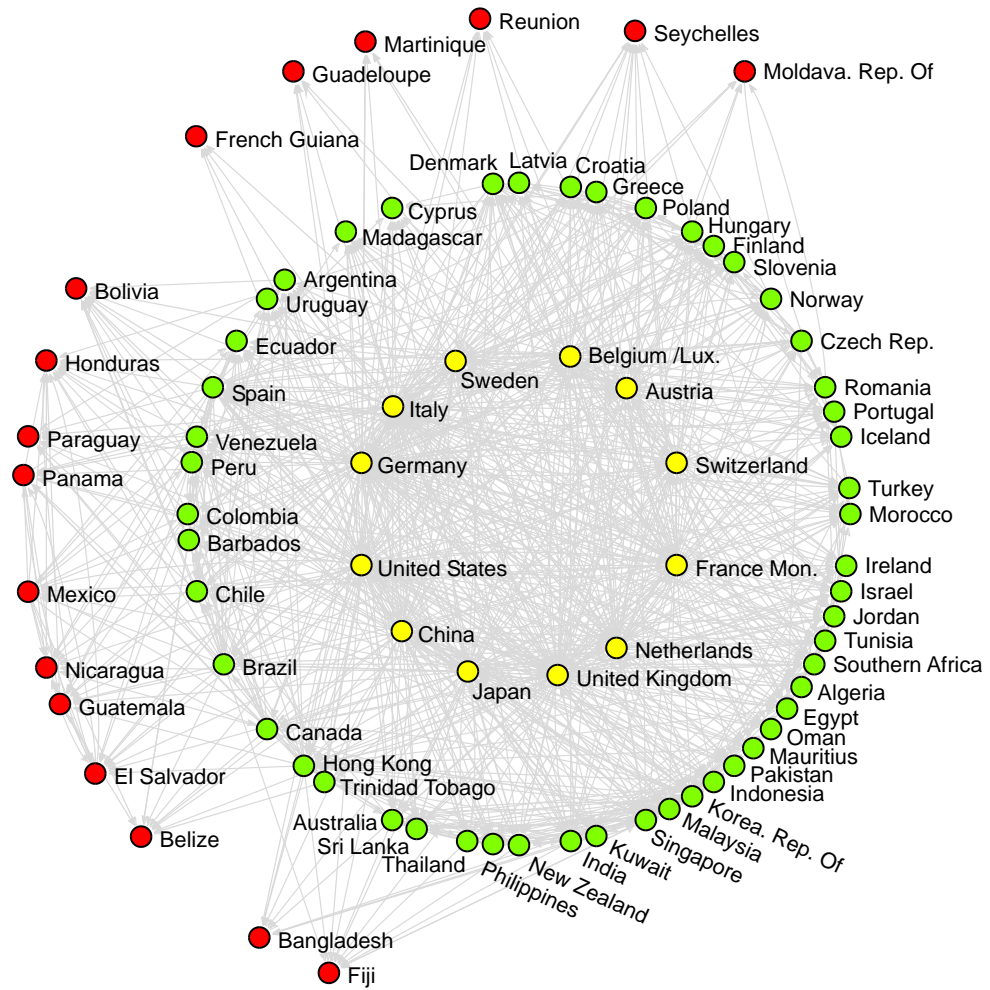 Reunion
Seychelles
Martinique
Guadeloupe
Moldava. Rep. Of
French Guiana
Denmark
Latvia
Croatia
Greece
Cyprus
Poland
Madagascar
Hungary
Finland
Slovenia
Argentina
Bolivia
Uruguay
Norway
Ecuador
Czech Rep.
Honduras
Belgium /Lux.
Sweden
Spain
Austria
Romania
Italy
Portugal
Paraguay
Venezuela
Iceland
Panama
Peru
Germany
Switzerland
Turkey
Colombia
Morocco
Barbados
United States
France Mon.
Ireland
Mexico
Chile
Israel
Jordan
China
Tunisia
Netherlands
Nicaragua
Brazil
Southern Africa
Japan
United Kingdom
Algeria
Guatemala
Egypt
Canada
Oman
Mauritius
El Salvador
Hong Kong
Pakistan
Trinidad Tobago
Indonesia
Korea. Rep. Of
Malaysia
Singapore
Australia
Belize
Sri Lanka
Kuwait
India
Thailand
New Zealand
Philippines
Bangladesh
Fiji